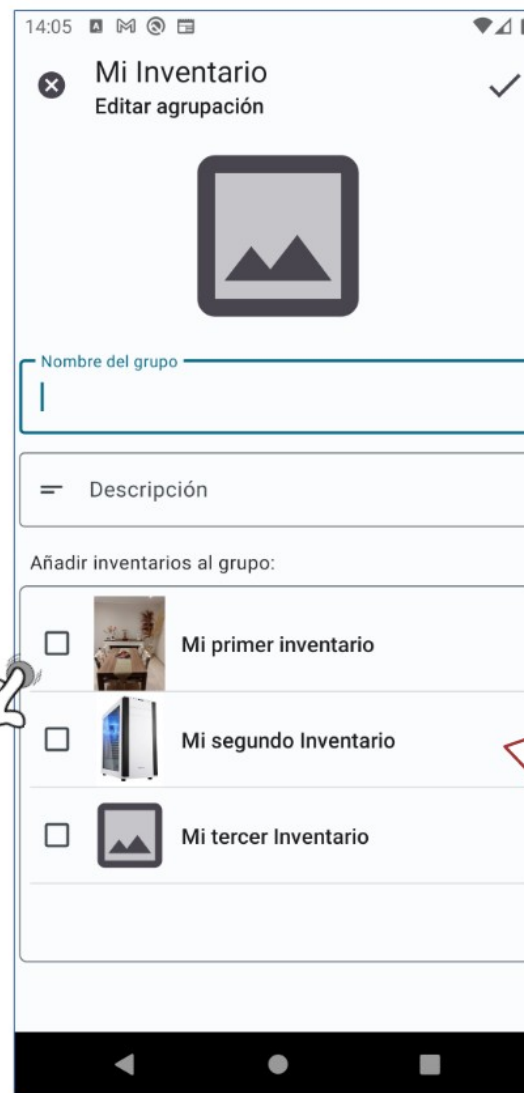 14:05
Mi Inventario
Editar agrupación
Nombre del grupo
Descripción
Añadir inventarios al grupo:
Mi primer inventario
Mi segundo Inventario
Mi tercer Inventario